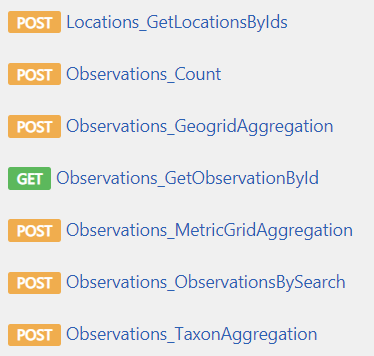 POST Locations_GetLocationsByIds
POST Observations_Count
POST Observations_GeogridAggregation
GET Observations_GetObservationById
POST Observations_MetricGridAggregation
POST Observations_ObservationsBySearch
POST Observations_TaxonAggregation